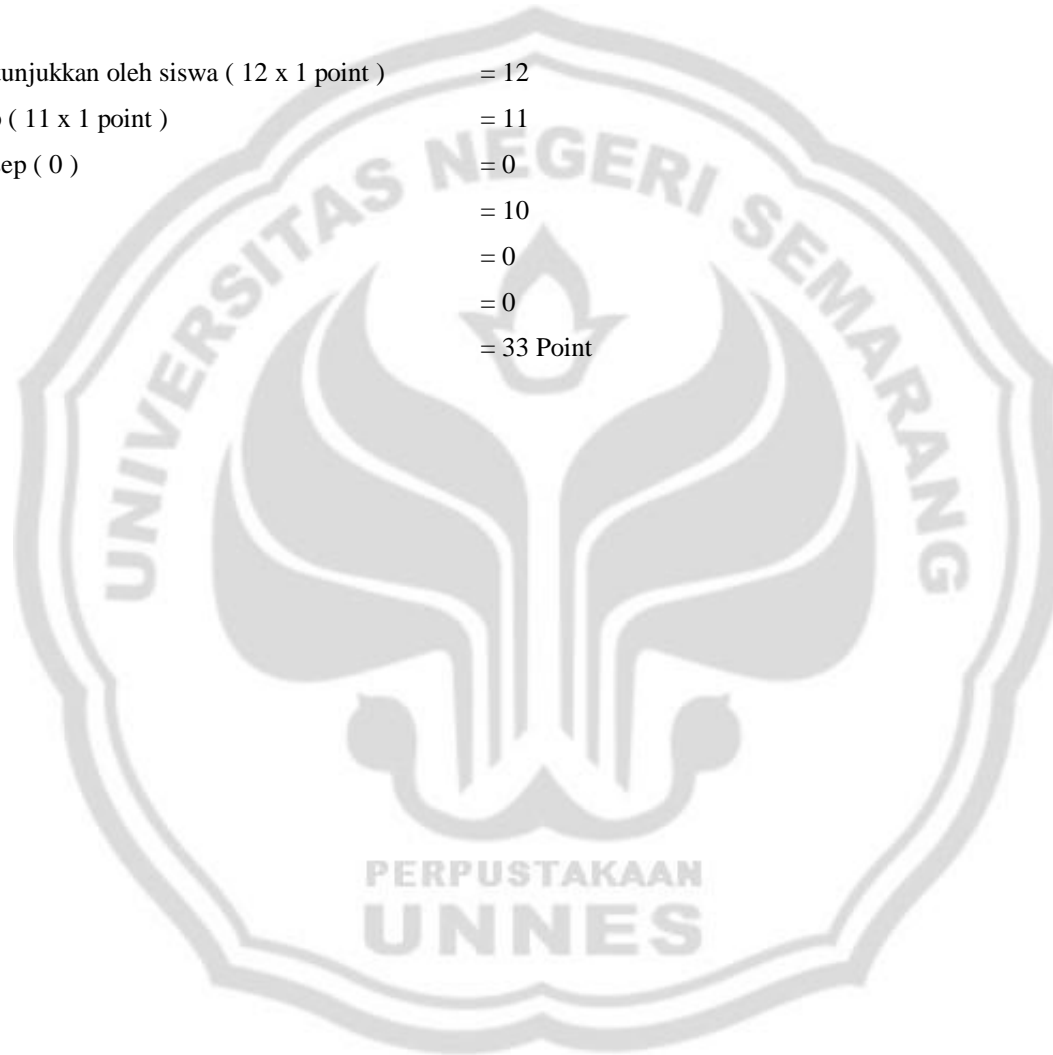 tunjukkan oleh siswa ( 12 x 1 point ) = 12
( 11 x 1 point ) = 11
ep ( 0 ) = 0
= 10
= 0
= 0
= 33 Point
UNIVERSITAS NEGERI SEMARANG
PERPUSTAKAAN
UNNES